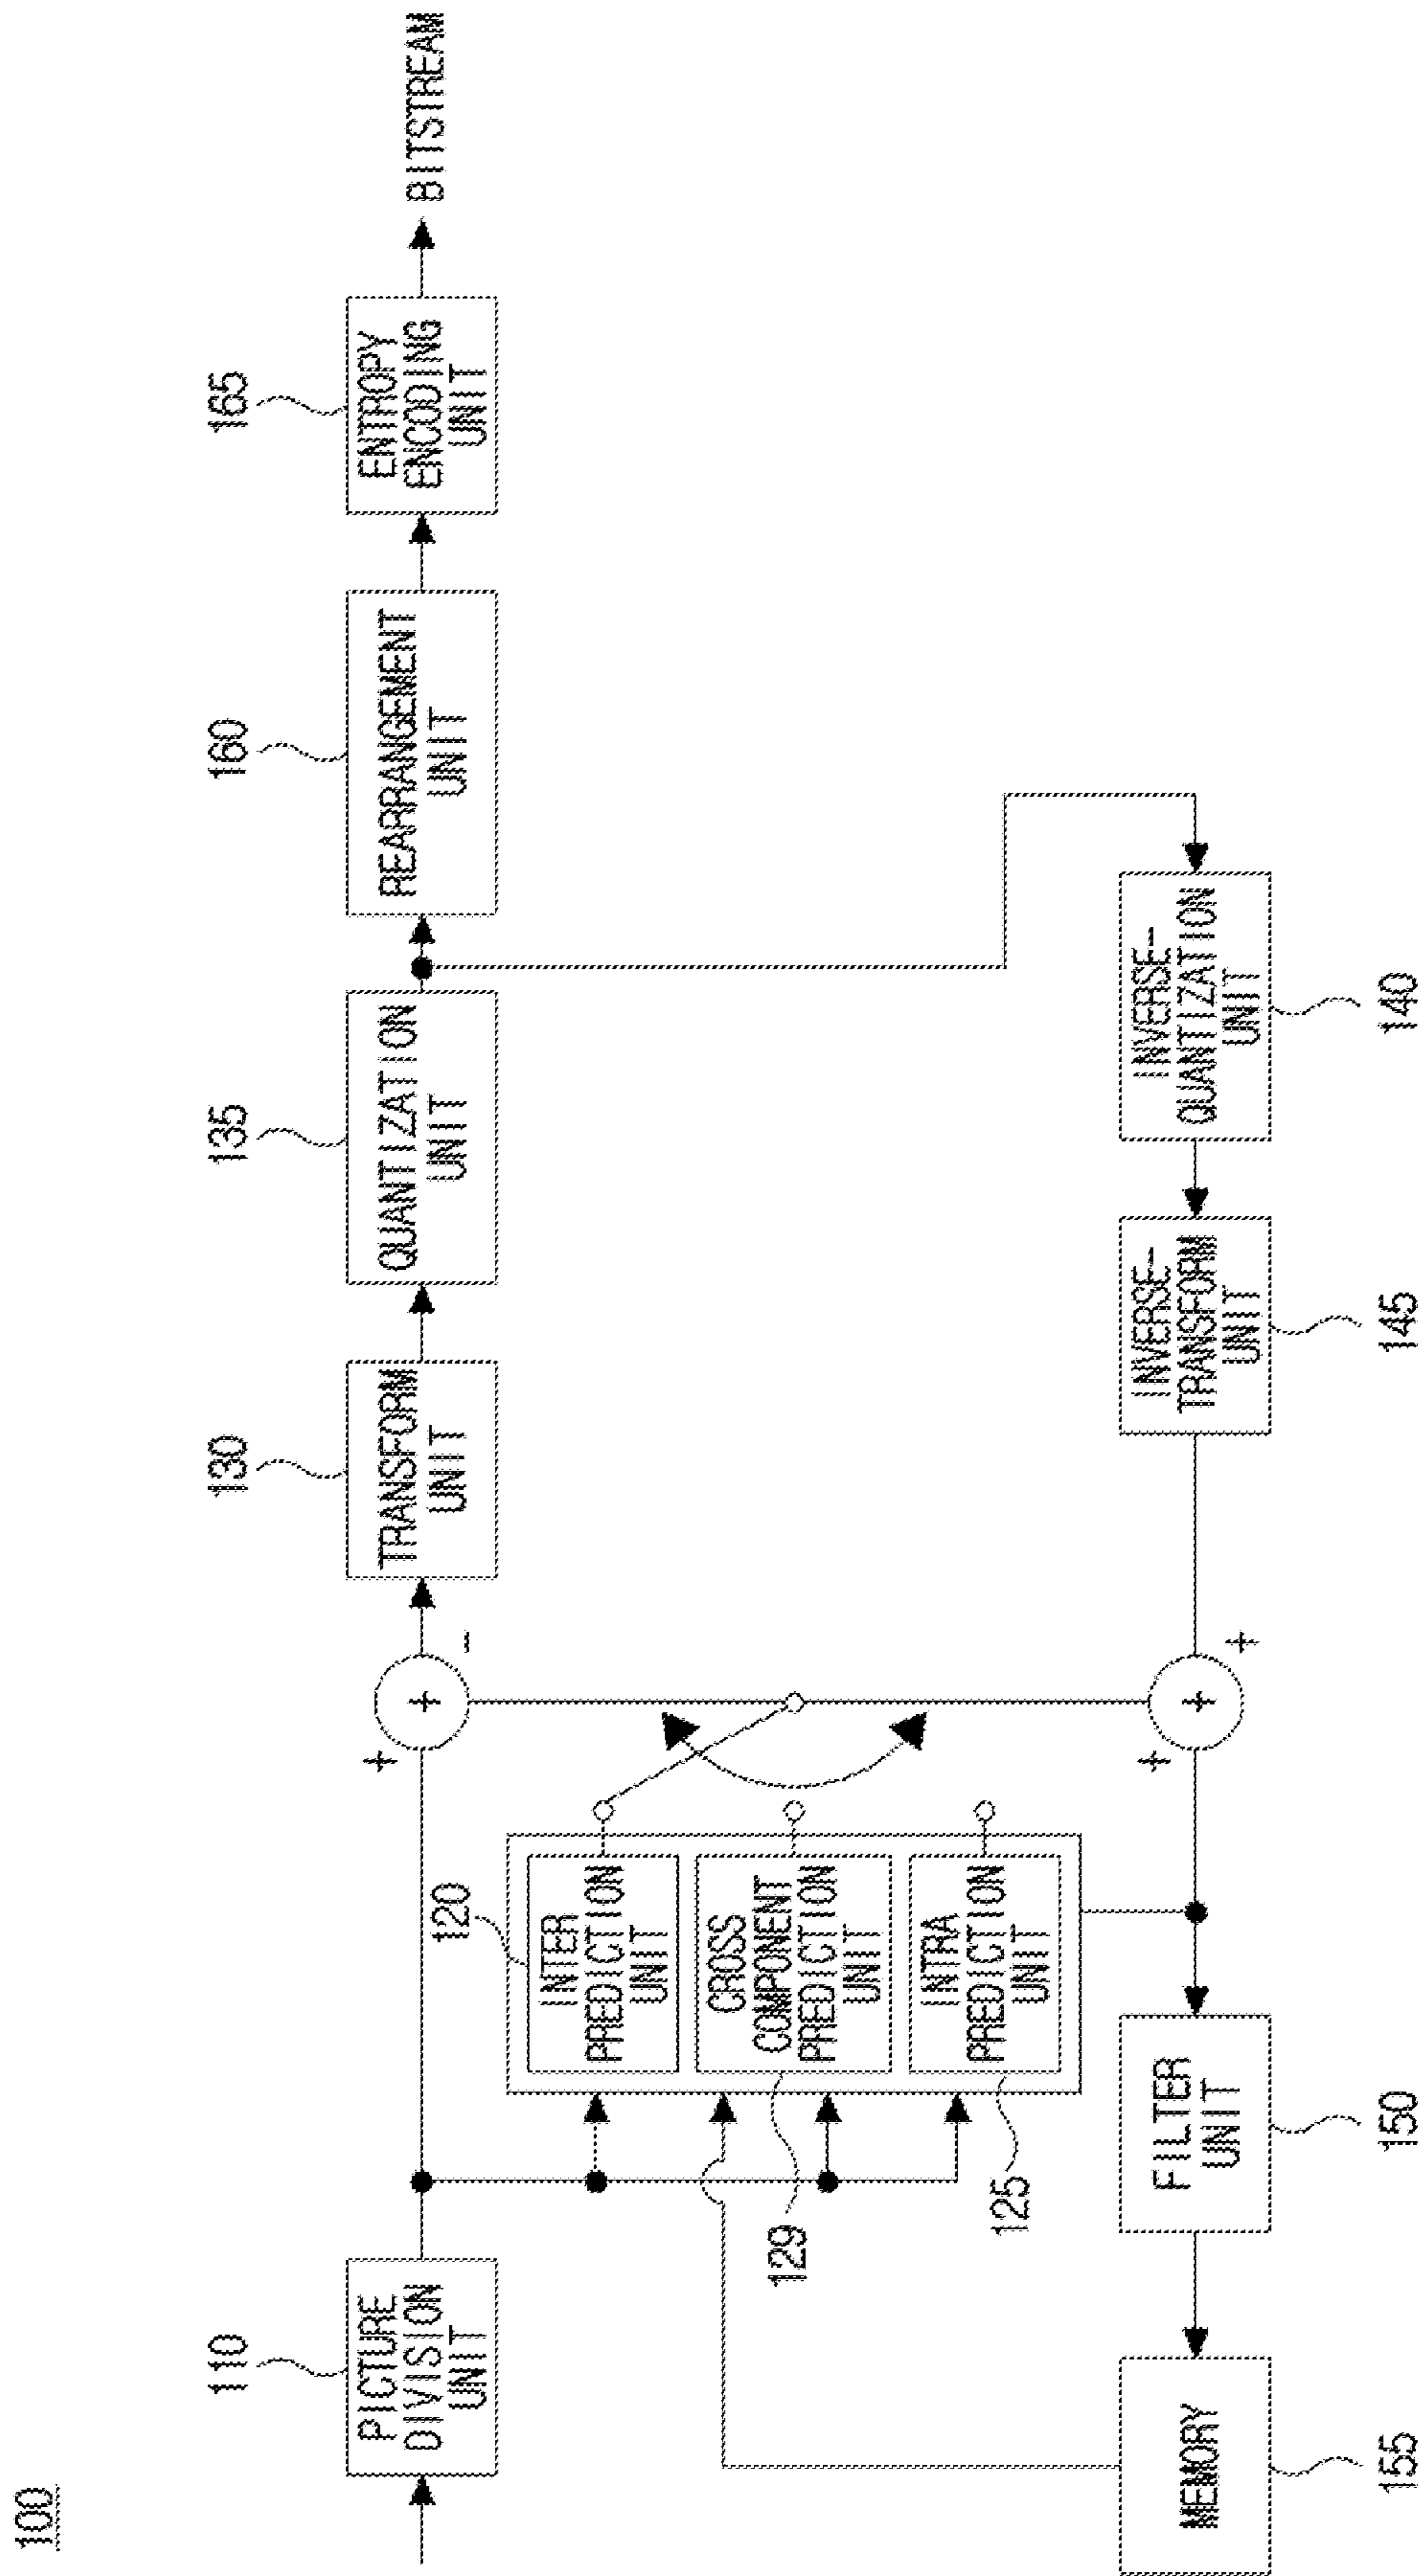 100
110
PICTURE
DIVISION
UNIT
+
+
-
130
TRANSFORM
UNIT
135
QUANTIZATION
UNIT
160
REARRANGEMENT
UNIT
165
ENTROPY
ENCODING
UNIT
BITSTREAM
120
INTER
PREDICTION
UNIT
129
CROSS
COMPONENT
PREDICTION
UNIT
125
INTRA
PREDICTION
UNIT
155
MEMORY
150
FILTER
UNIT
+
+
+
145
INVERSE-
TRANSFORM
UNIT
140
INVERSE-
QUANTIZATION
UNIT